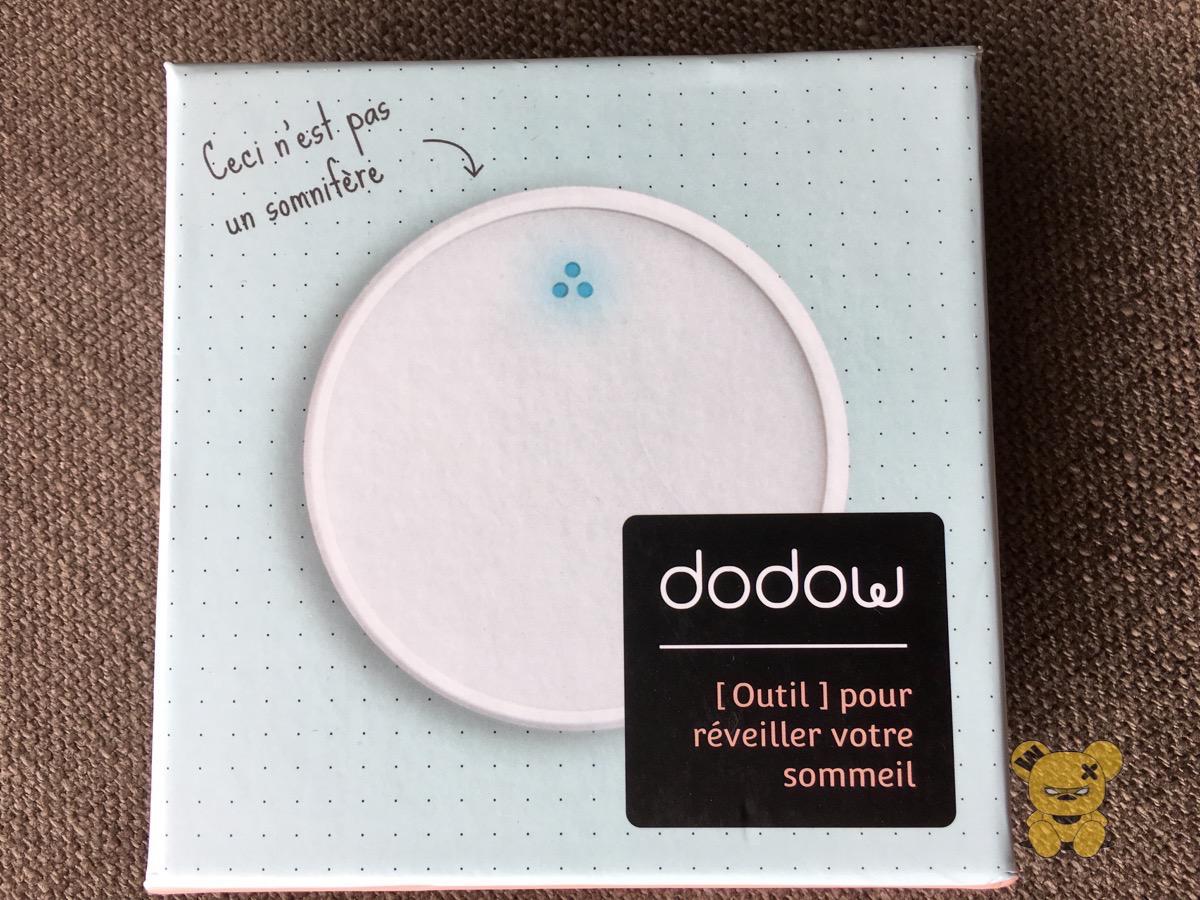 Ceci n'est pas
un somnifère
dodow
[ Outil ] pour
réveiller votre
sommeil